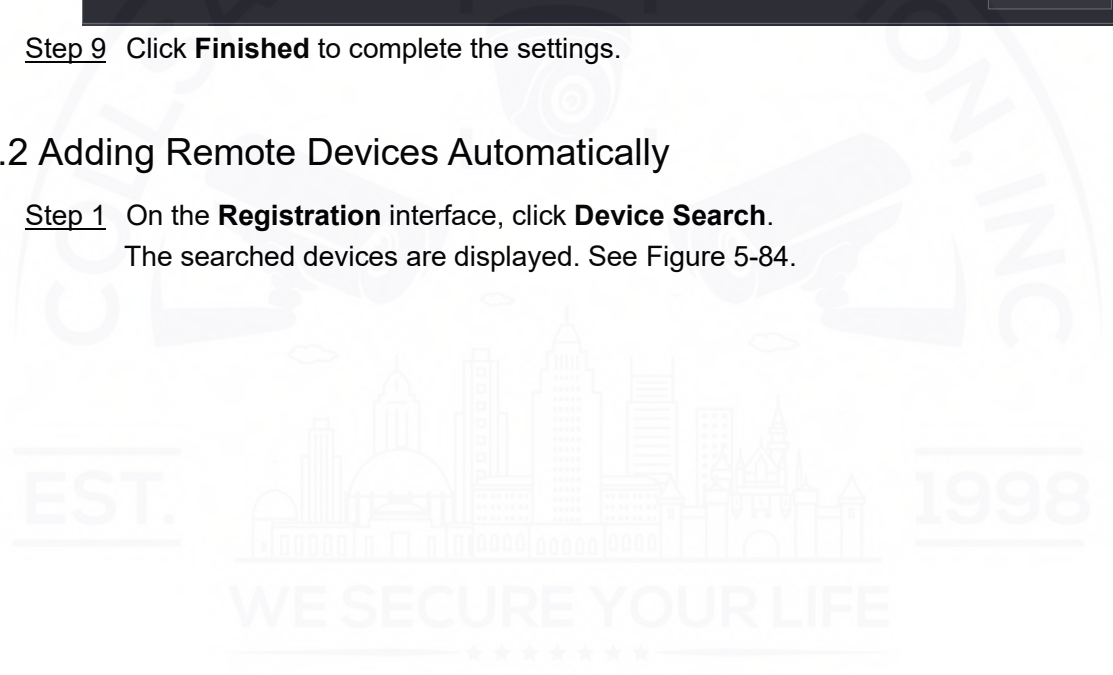 Step 9 Click Finished to complete the settings.
.2 Adding Remote Devices Automatically
Step 1 On the Registration interface, click Device Search.
The searched devices are displayed. See Figure 5-84.
EST.
1998
WE SECURE YOUR LIFE